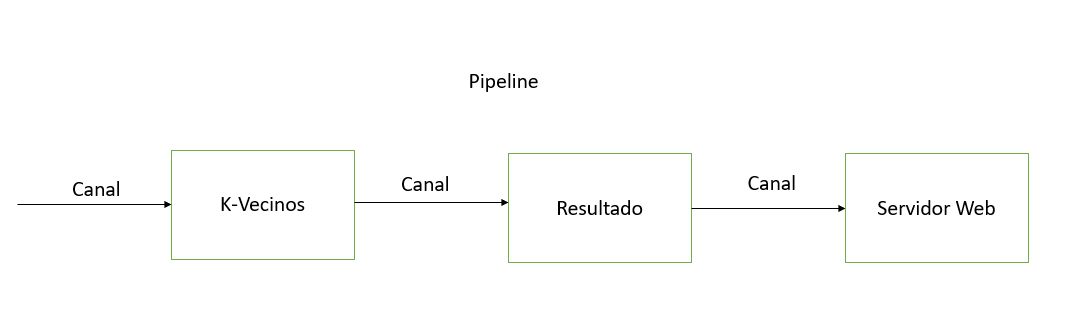 Pipeline
Canal
K-Vecinos
Canal
Resultado
Canal
Servidor Web